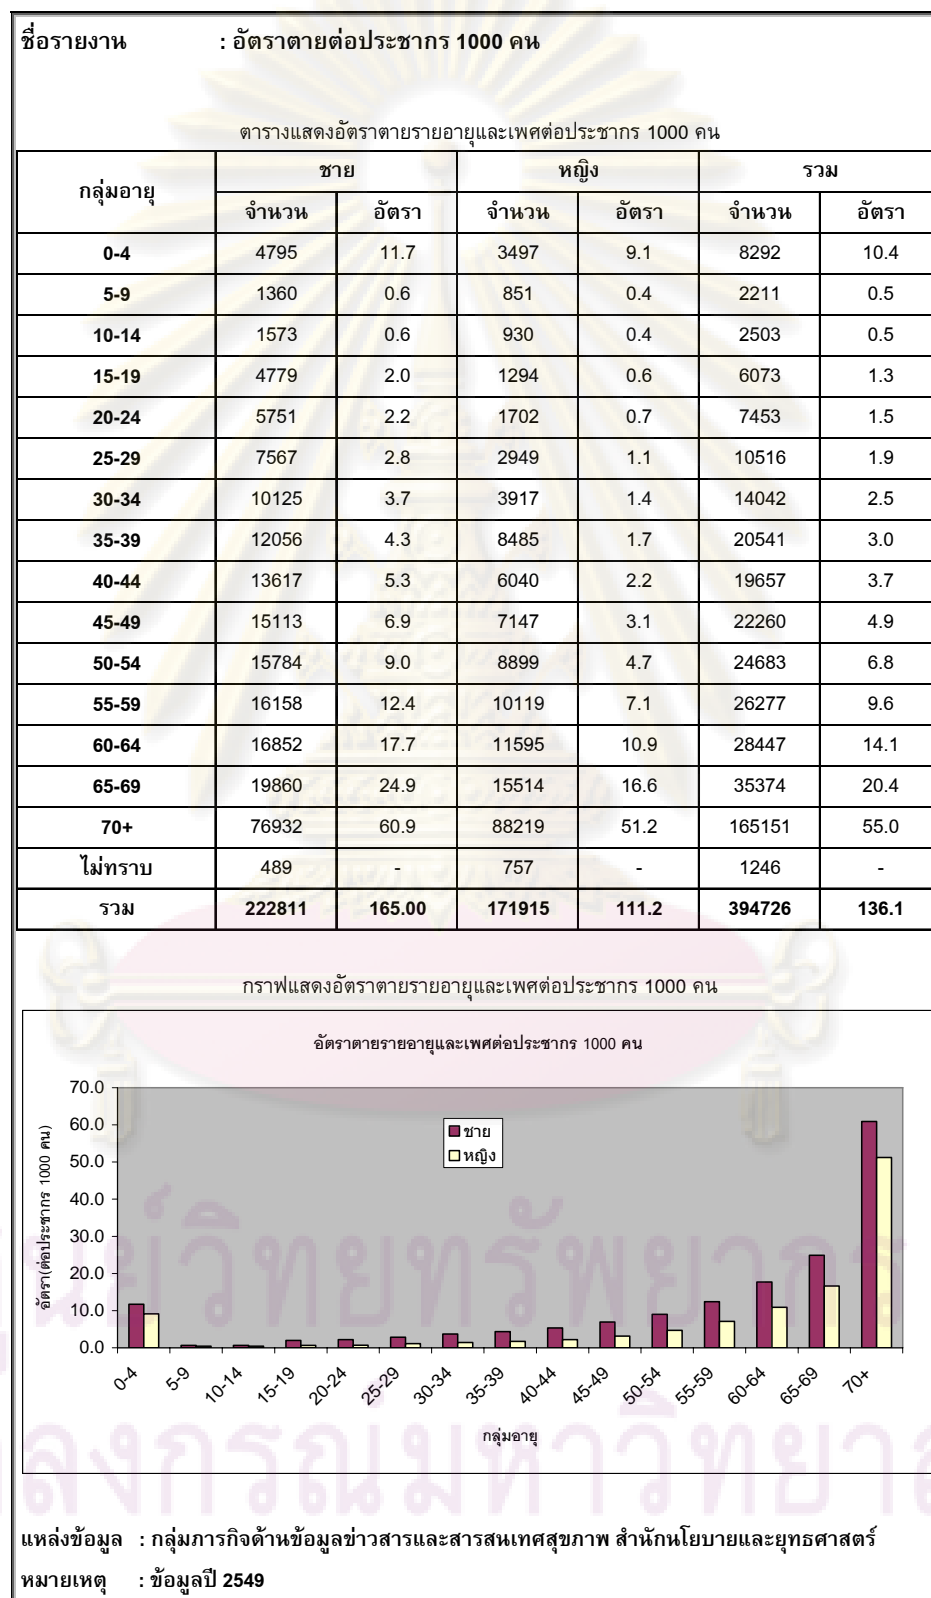 ชื่อรายงาน : อัตราตายต่อประชากร 1000 คน
ตารางแสดงอัตราตายรายอายุและเพศต่อประชากร 1000 คน
กลุ่มอายุ ชาย หญิง รวม
จำนวน อัตรา จำนวน อัตรา จำนวน อัตรา
0-4 4795 11.7 3497 9.1 8292 10.4
5-9 1360 0.6 851 0.4 2211 0.5
10-14 1573 0.6 930 0.4 2503 0.5
15-19 4779 2.0 1294 0.6 6073 1.3
20-24 5751 2.2 1702 0.7 7453 1.5
25-29 7567 2.8 2949 1.1 10516 1.9
30-34 10125 3.7 3917 1.4 14042 2.5
35-39 12056 4.3 8485 1.7 20541 3.0
40-44 13617 5.3 6040 2.2 19657 3.7
45-49 15113 6.9 7147 3.1 22260 4.9
50-54 15784 9.0 8899 4.7 24683 6.8
55-59 16158 12.4 10119 7.1 26277 9.6
60-64 16852 17.7 11595 10.9 28447 14.1
65-69 19860 24.9 15514 16.6 35374 20.4
70+ 76932 60.9 88219 51.2 165151 55.0
ไม่ทราบ 489 - 757 - 1246 -
รวม 222811 165.00 171915 111.2 394726 136.1
กราฟแสดงอัตราตายรายอายุและเพศต่อประชากร 1000 คน
อัตราตายรายอายุและเพศต่อประชากร 1000 คน
อัตรา(ต่อประชากร 1000 คน)
70.0
60.0
50.0
40.0
30.0
20.0
10.0
0.0
ชาย
หญิง
0-4 5-9 10-14 15-19 20-24 25-29 30-34 35-39 40-44 45-49 50-54 55-59 60-64 65-69 70+
กลุ่มอายุ
ศูนย์วิทยทรัพยากร
แหล่งข้อมูล : กลุ่มภารกิจด้านข้อมูลข่าวสารและสารสนเทศสุขภาพ สำนักนโยบายและยุทธศาสตร์
หมายเหตุ : ข้อมูลปี 2549